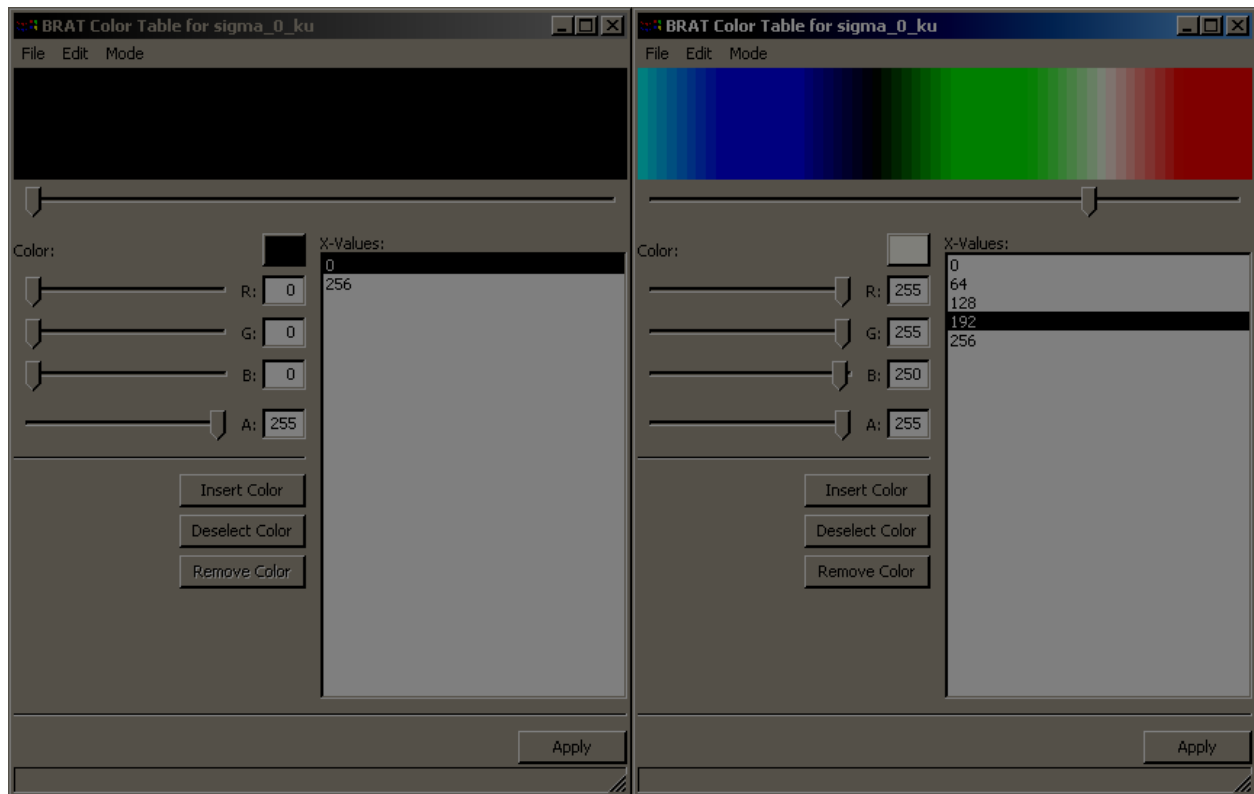 BRAT Color Table for sigma_0_ku
File Edit Mode
Color:
X-Values:
0
256
R: 0
G: 0
B: 0
A: 255
Insert Color
Deselect Color
Remove Color
Apply
BRAT Color Table for sigma_0_ku
File Edit Mode
Color:
X-Values:
0
64
128
192
256
R: 255
G: 255
B: 250
A: 255
Insert Color
Deselect Color
Remove Color
Apply